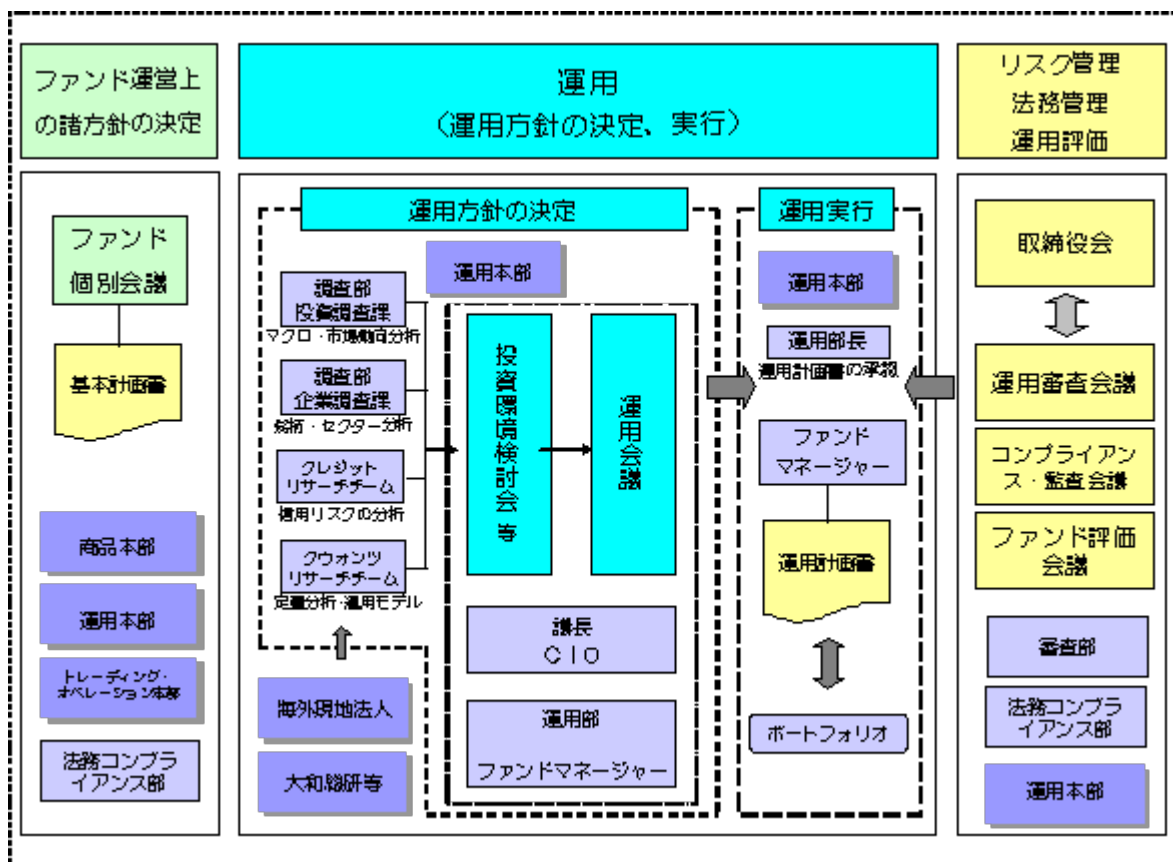 ファンド運営上
の諸方針の決定
ファンド
個別会議
基本計画書
商品本部
運用本部
トレーディング・
オペレーション本部
法務コンプラ
イアンス部
運用
（運用方針の決定、実行）
運用方針の決定
運用本部
調査部
投資調査課
マクロ・市場動向分析
調査部
企業調査課
銘柄・セクター分析
クレジット
リサーチチーム
信用リスクの分析
クウォンツ
リサーチチーム
定量分析・運用モデル
海外現地法人
大和総研等
投資環境検討会 等
運用会議
議長
ＣＩＯ
運用部
ファンドマネージャー
運用実行
運用本部
運用部長
運用計画書の承認
ファンド
マネージャー
運用計画書
ポートフォリオ
リスク管理
法務管理
運用評価
取締役会
運用審査会議
コンプライアン
ス・監査会議
ファンド評価
会議
審査部
法務コンプラ
イアンス部
運用本部